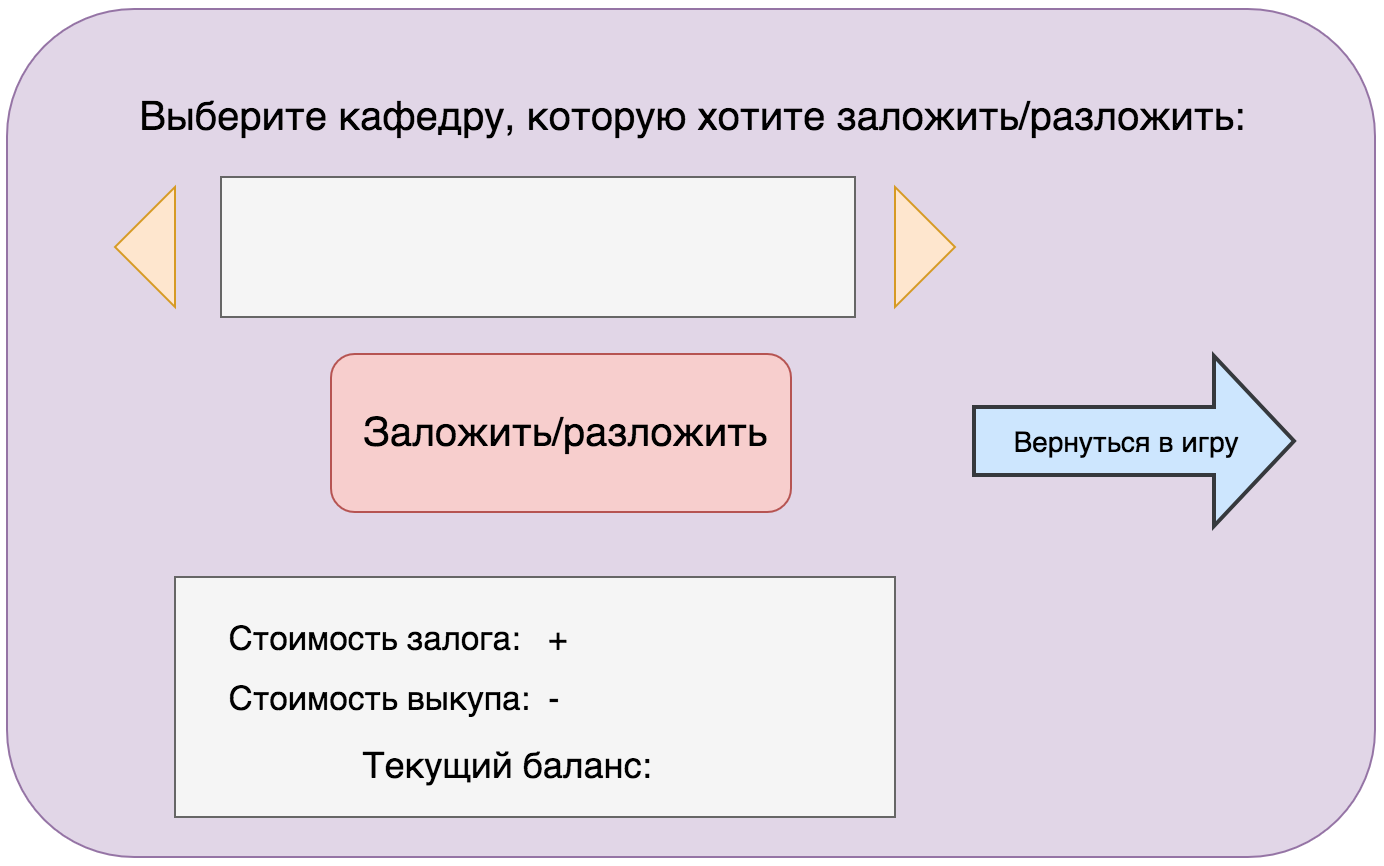 Выберите кафедру, которую хотите заложить/разложить:
Заложить/разложить
Вернуться в игру
Стоимость залога: +
Стоимость выкупа: -
Текущий баланс: